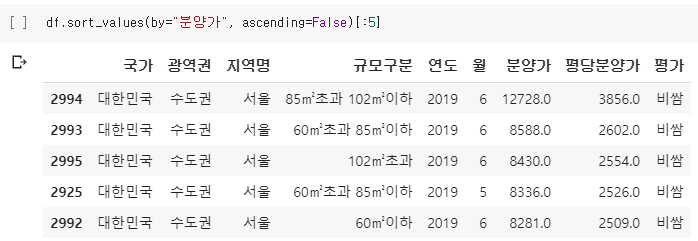 [ ] df.sort_values(by="분양가", ascending=False)[:5]
국가 광역권 지역명 규모구분 연도 월 분양가 평당분양가 평가
2994 대한민국 수도권 서울 85㎡초과 102㎡이하 2019 6 12728.0 3856.0 비쌈
2993 대한민국 수도권 서울 60㎡초과 85㎡이하 2019 6 8588.0 2602.0 비쌈
2995 대한민국 수도권 서울 102㎡초과 2019 6 8430.0 2554.0 비쌈
2925 대한민국 수도권 서울 60㎡초과 85㎡이하 2019 5 8336.0 2526.0 비쌈
2992 대한민국 수도권 서울 60㎡이하 2019 6 8281.0 2509.0 비쌈